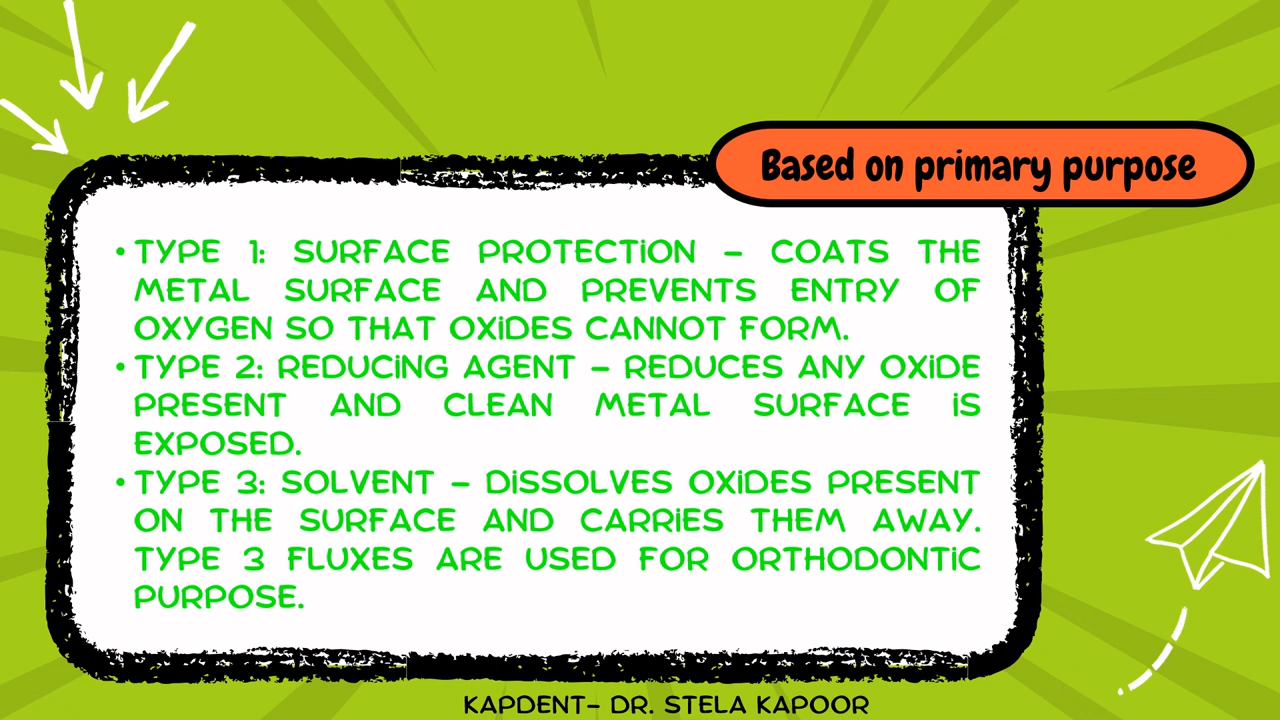 Based on primary purpose
• TYPE 1: SURFACE PROTECTION – COATS THE
METAL SURFACE AND PREVENTS ENTRY OF
OXYGEN SO THAT OXIDES CANNOT FORM.
• TYPE 2: REDUCING AGENT – REDUCES ANY OXIDE
PRESENT AND CLEAN METAL SURFACE IS
EXPOSED.
• TYPE 3: SOLVENT – DISSOLVES OXIDES PRESENT
ON THE SURFACE AND CARRIES THEM AWAY.
TYPE 3 FLUXES ARE USED FOR ORTHODONTIC
PURPOSE.
KAPDENT– DR. STELA KAPOOR